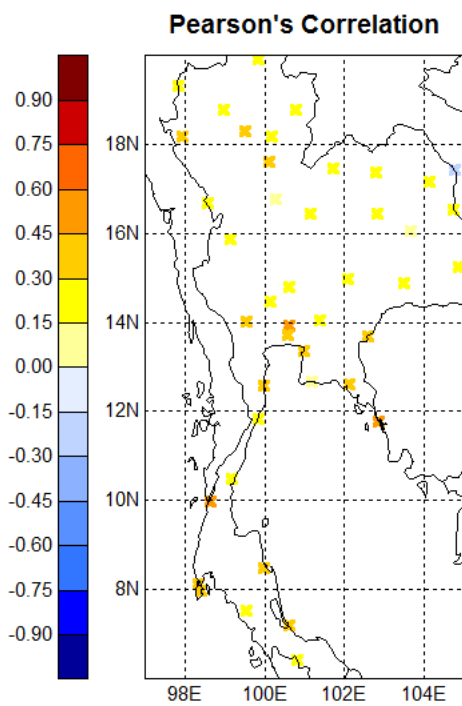 Pearson's Correlation
0.90
0.75
0.60
0.45
0.30
0.15
0.00
-0.15
-0.30
-0.45
-0.60
-0.75
-0.90
18N
16N
14N
12N
10N
8N
98E 100E 102E 104E